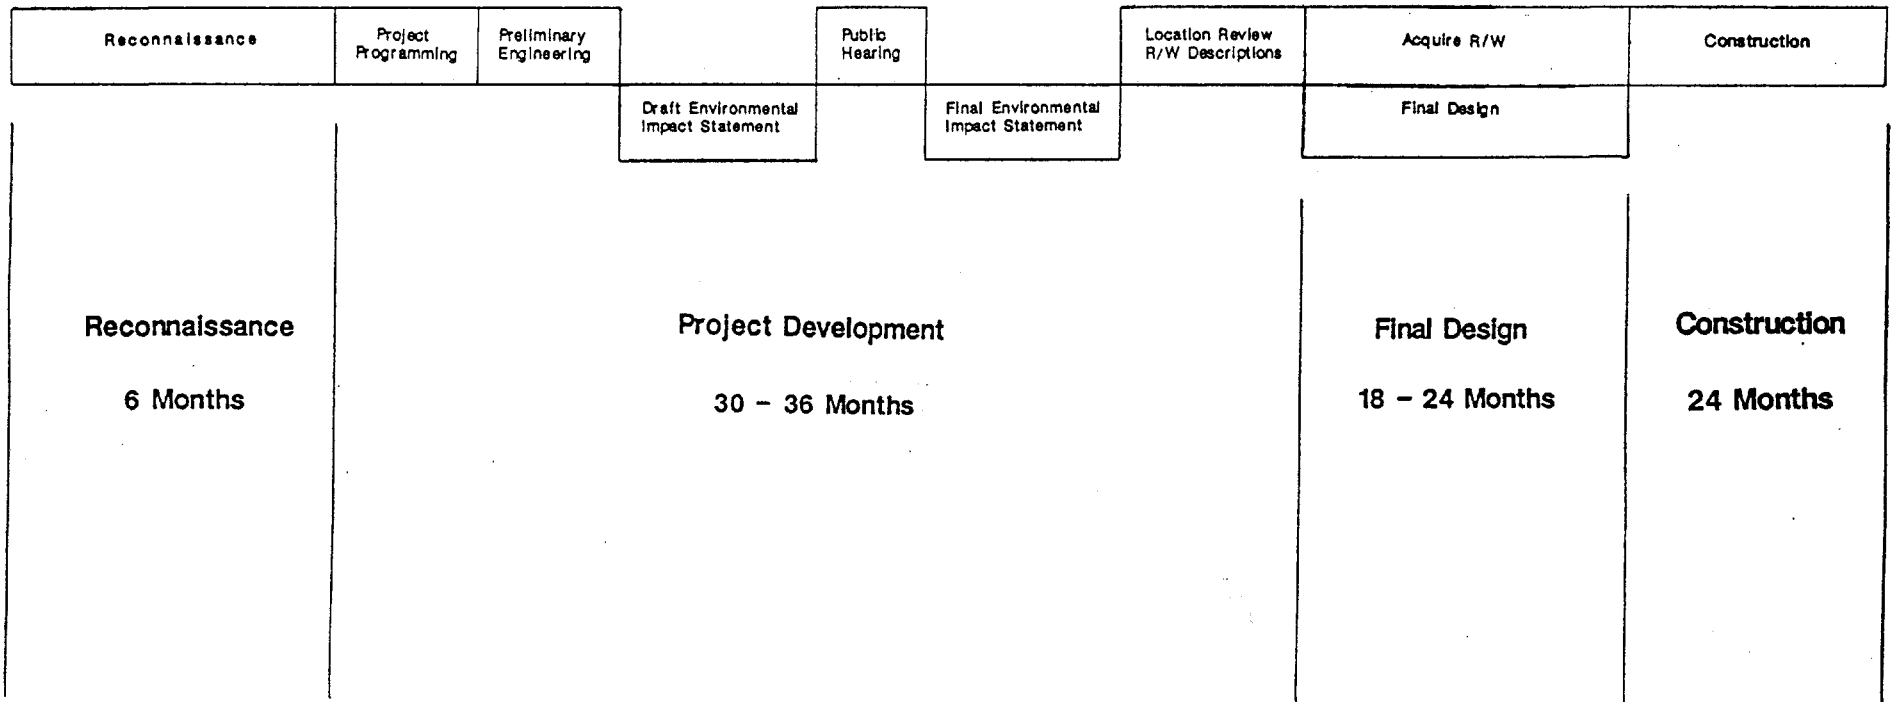 Reconnaissance
Project
Programming
Preliminary
Engineering
Public
Hearing
Location Review
R/W Descriptions
Acquire R/W
Construction
Draft Environmental
Impact Statement
Final Environmental
Impact Statement
Final Design
Reconnaissance
Project Development
Final Design
Construction
6 Months
30 - 36 Months
18 - 24 Months
24 Months